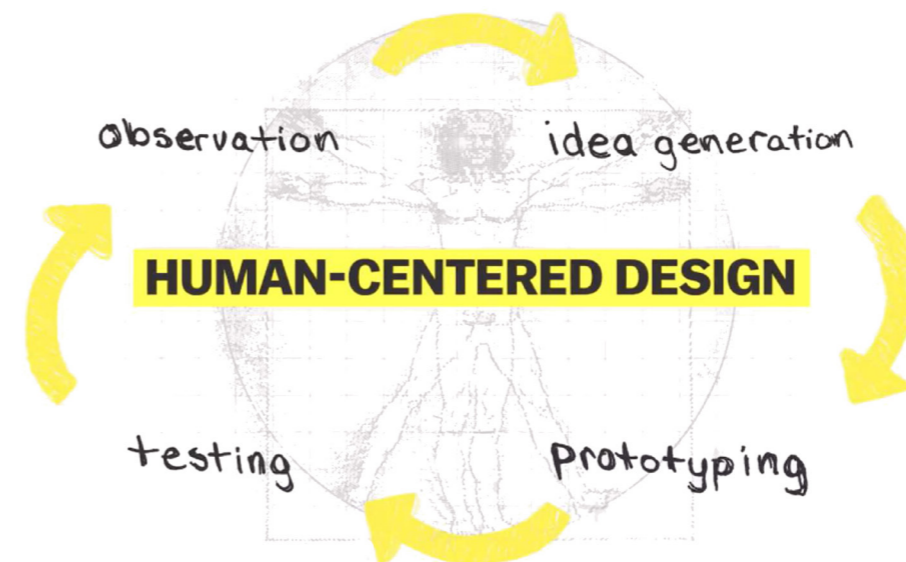 observation
idea generation
HUMAN-CENTERED DESIGN
testing
prototyping